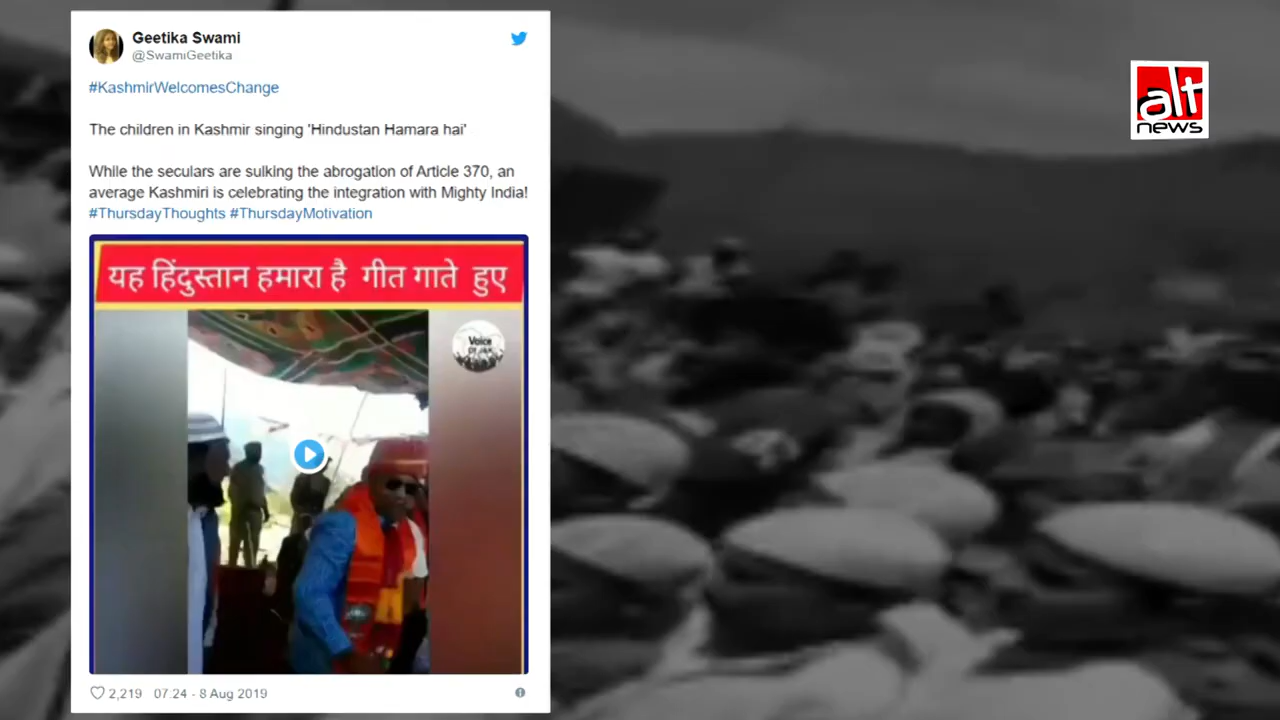 Geetika Swami
@SwamiGeetika
#KashmirWelcomesChange
The children in Kashmir singing 'Hindustan Hamara hai'
While the seculars are sulking the abrogation of Article 370, an
average Kashmiri is celebrating the integration with Mighty India!
#ThursdayThoughts #ThursdayMotivation
यह हिंदुस्तान हमारा है गीत गाते हुए
Voice
OF J&K
2,219 07:24 - 8 Aug 2019
alt
news